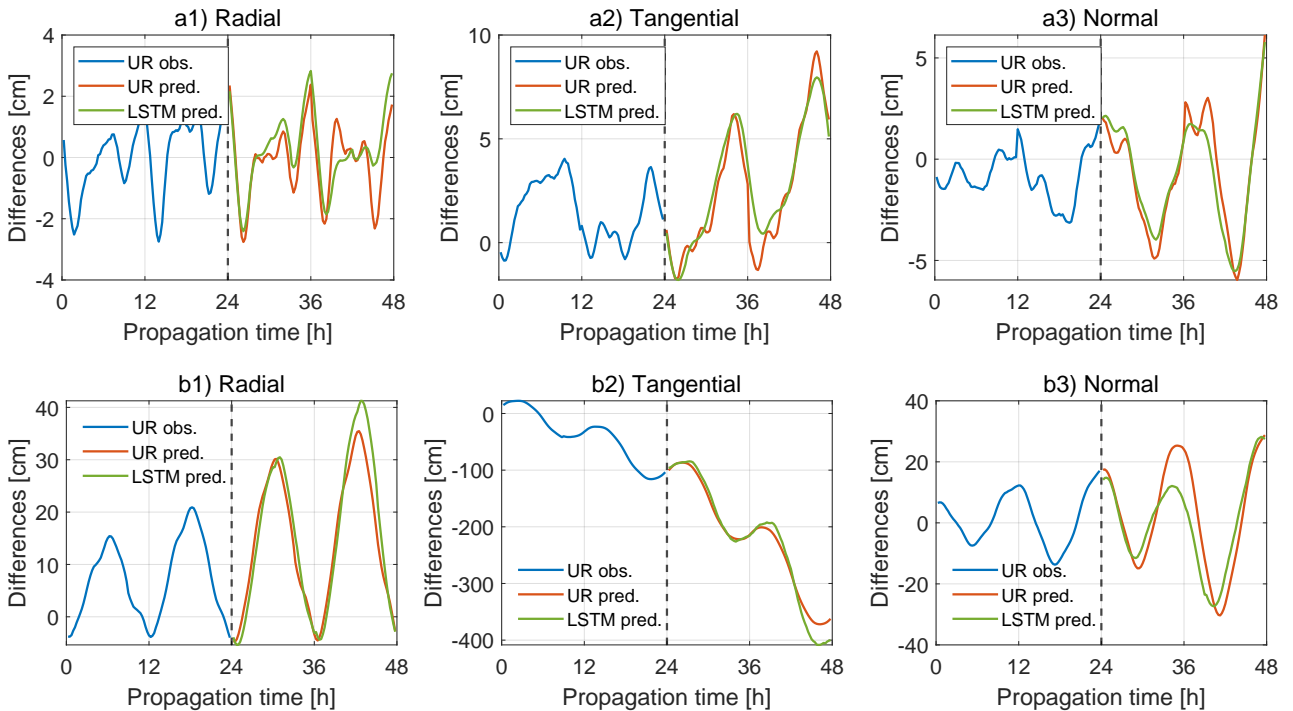 a1) Radial
Differences [cm]
4
2
0
-2
-4
UR obs.
UR pred.
LSTM pred.
0 12 24 36 48
Propagation time [h]
a2) Tangential
Differences [cm]
10
5
0
UR obs.
UR pred.
LSTM pred.
0 12 24 36 48
Propagation time [h]
a3) Normal
Differences [cm]
5
0
-5
UR obs.
UR pred.
LSTM pred.
0 12 24 36 48
Propagation time [h]
b1) Radial
Differences [cm]
40
30
20
10
0
UR obs.
UR pred.
LSTM pred.
0 12 24 36 48
Propagation time [h]
b2) Tangential
Differences [cm]
0
-100
-200
-300
-400
UR obs.
UR pred.
LSTM pred.
0 12 24 36 48
Propagation time [h]
b3) Normal
Differences [cm]
40
20
0
-20
-40
UR obs.
UR pred.
LSTM pred.
0 12 24 36 48
Propagation time [h]